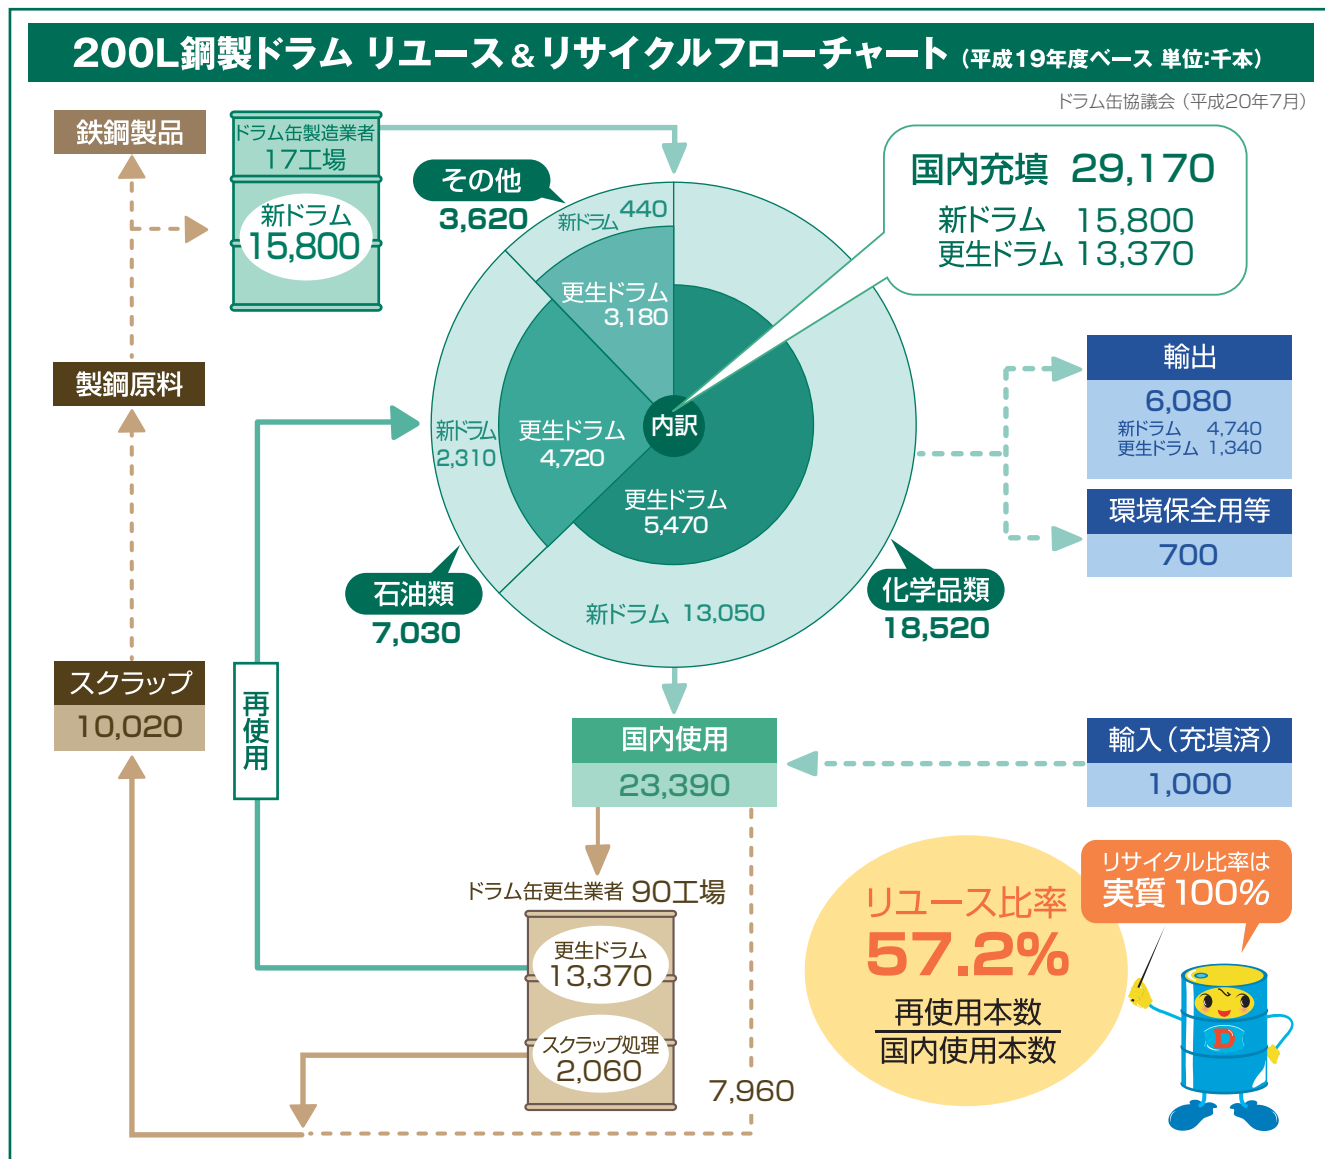 200L鋼製ドラム リユース&リサイクルフローチャート（平成19年度ベース 単位:千本）
ドラム缶協議会（平成20年7月）
鉄鋼製品
ドラム缶製造業者
17工場
新ドラム
15,800
その他
3,620
新ドラム 440
更生ドラム
3,180
国内充填 29,170
新ドラム 15,800
更生ドラム 13,370
製鋼原料
輸出
6,080
新ドラム 4,740
更生ドラム 1,340
新ドラム
2,310
更生ドラム
4,720
内訳
更生ドラム
5,470
環境保全用等
700
石油類
7,030
新ドラム 13,050
化学品類
18,520
スクラップ
10,020
再使用
国内使用
23,390
輸入（充填済）
1,000
ドラム缶更生業者 90工場
更生ドラム
13,370
スクラップ処理
2,060
7,960
リユース比率
57.2%
再使用本数
国内使用本数
リサイクル比率は
実質100%
D